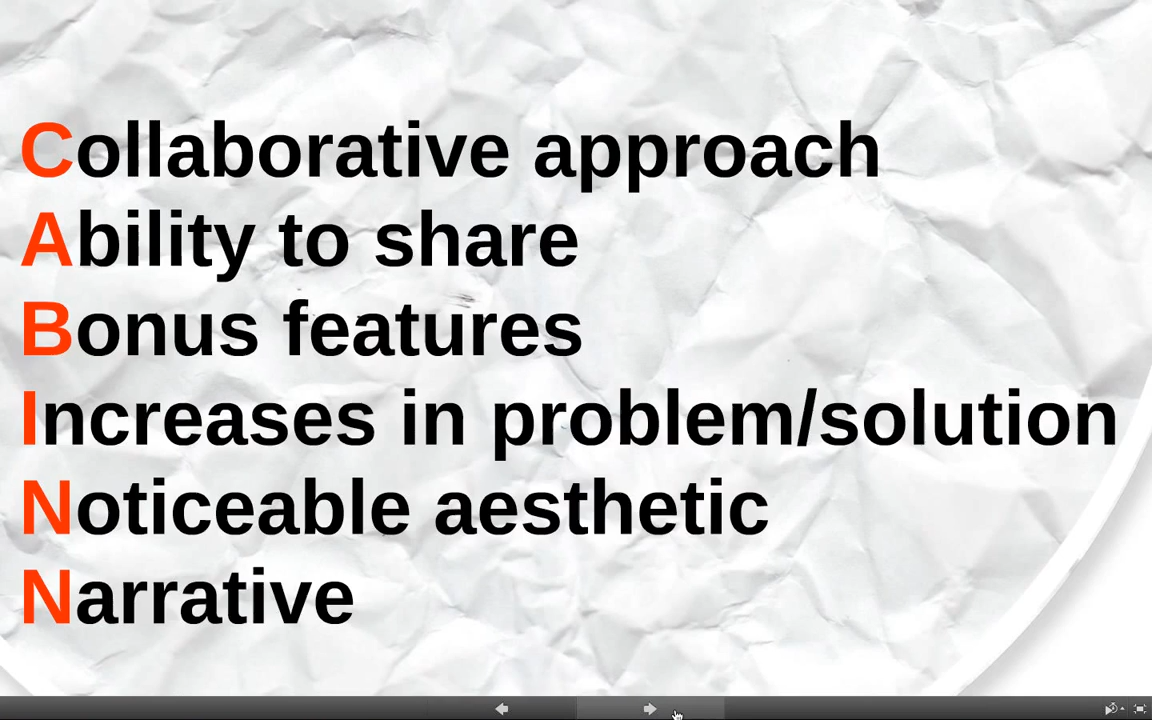 Collaborative approach
Ability to share
Bonus features
Increases in problem/solution
Noticeable aesthetic
Narrative